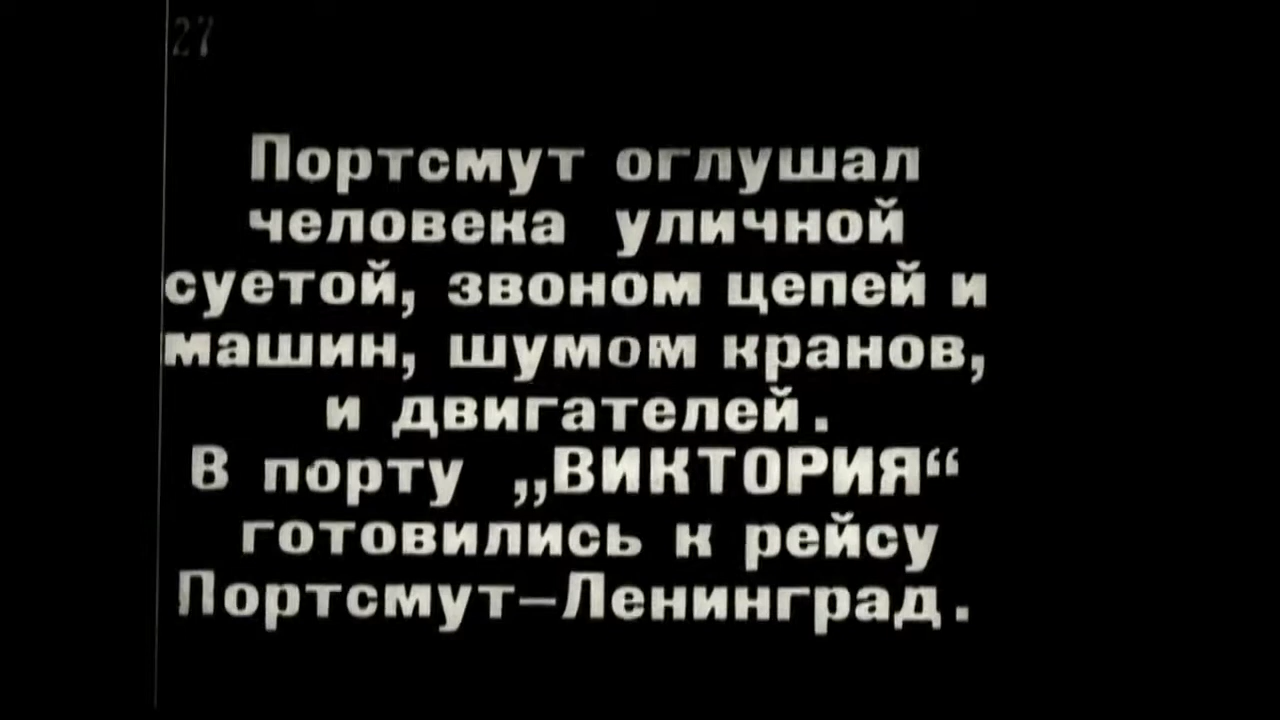 27
Портсмут оглушал
человека уличной
суетой, звоном цепей и
машин, шумом кранов,
и двигателей.
В порту „ВИКТОРИЯ“
готовились к рейсу
Портсмут—Ленинград.